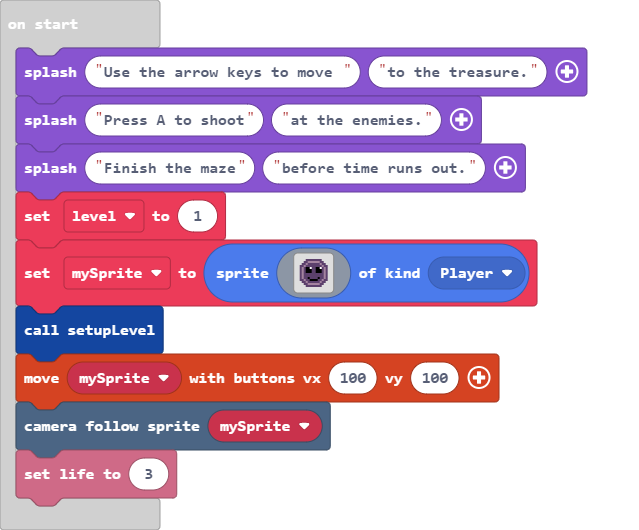 on start
splash "Use the arrow keys to move " "to the treasure."
splash "Press A to shoot" "at the enemies."
splash "Finish the maze" "before time runs out."
set level to 1
set mySprite to sprite of kind Player
call setupLevel
move mySprite with buttons vx 100 vy 100
camera follow sprite mySprite
set life to 3